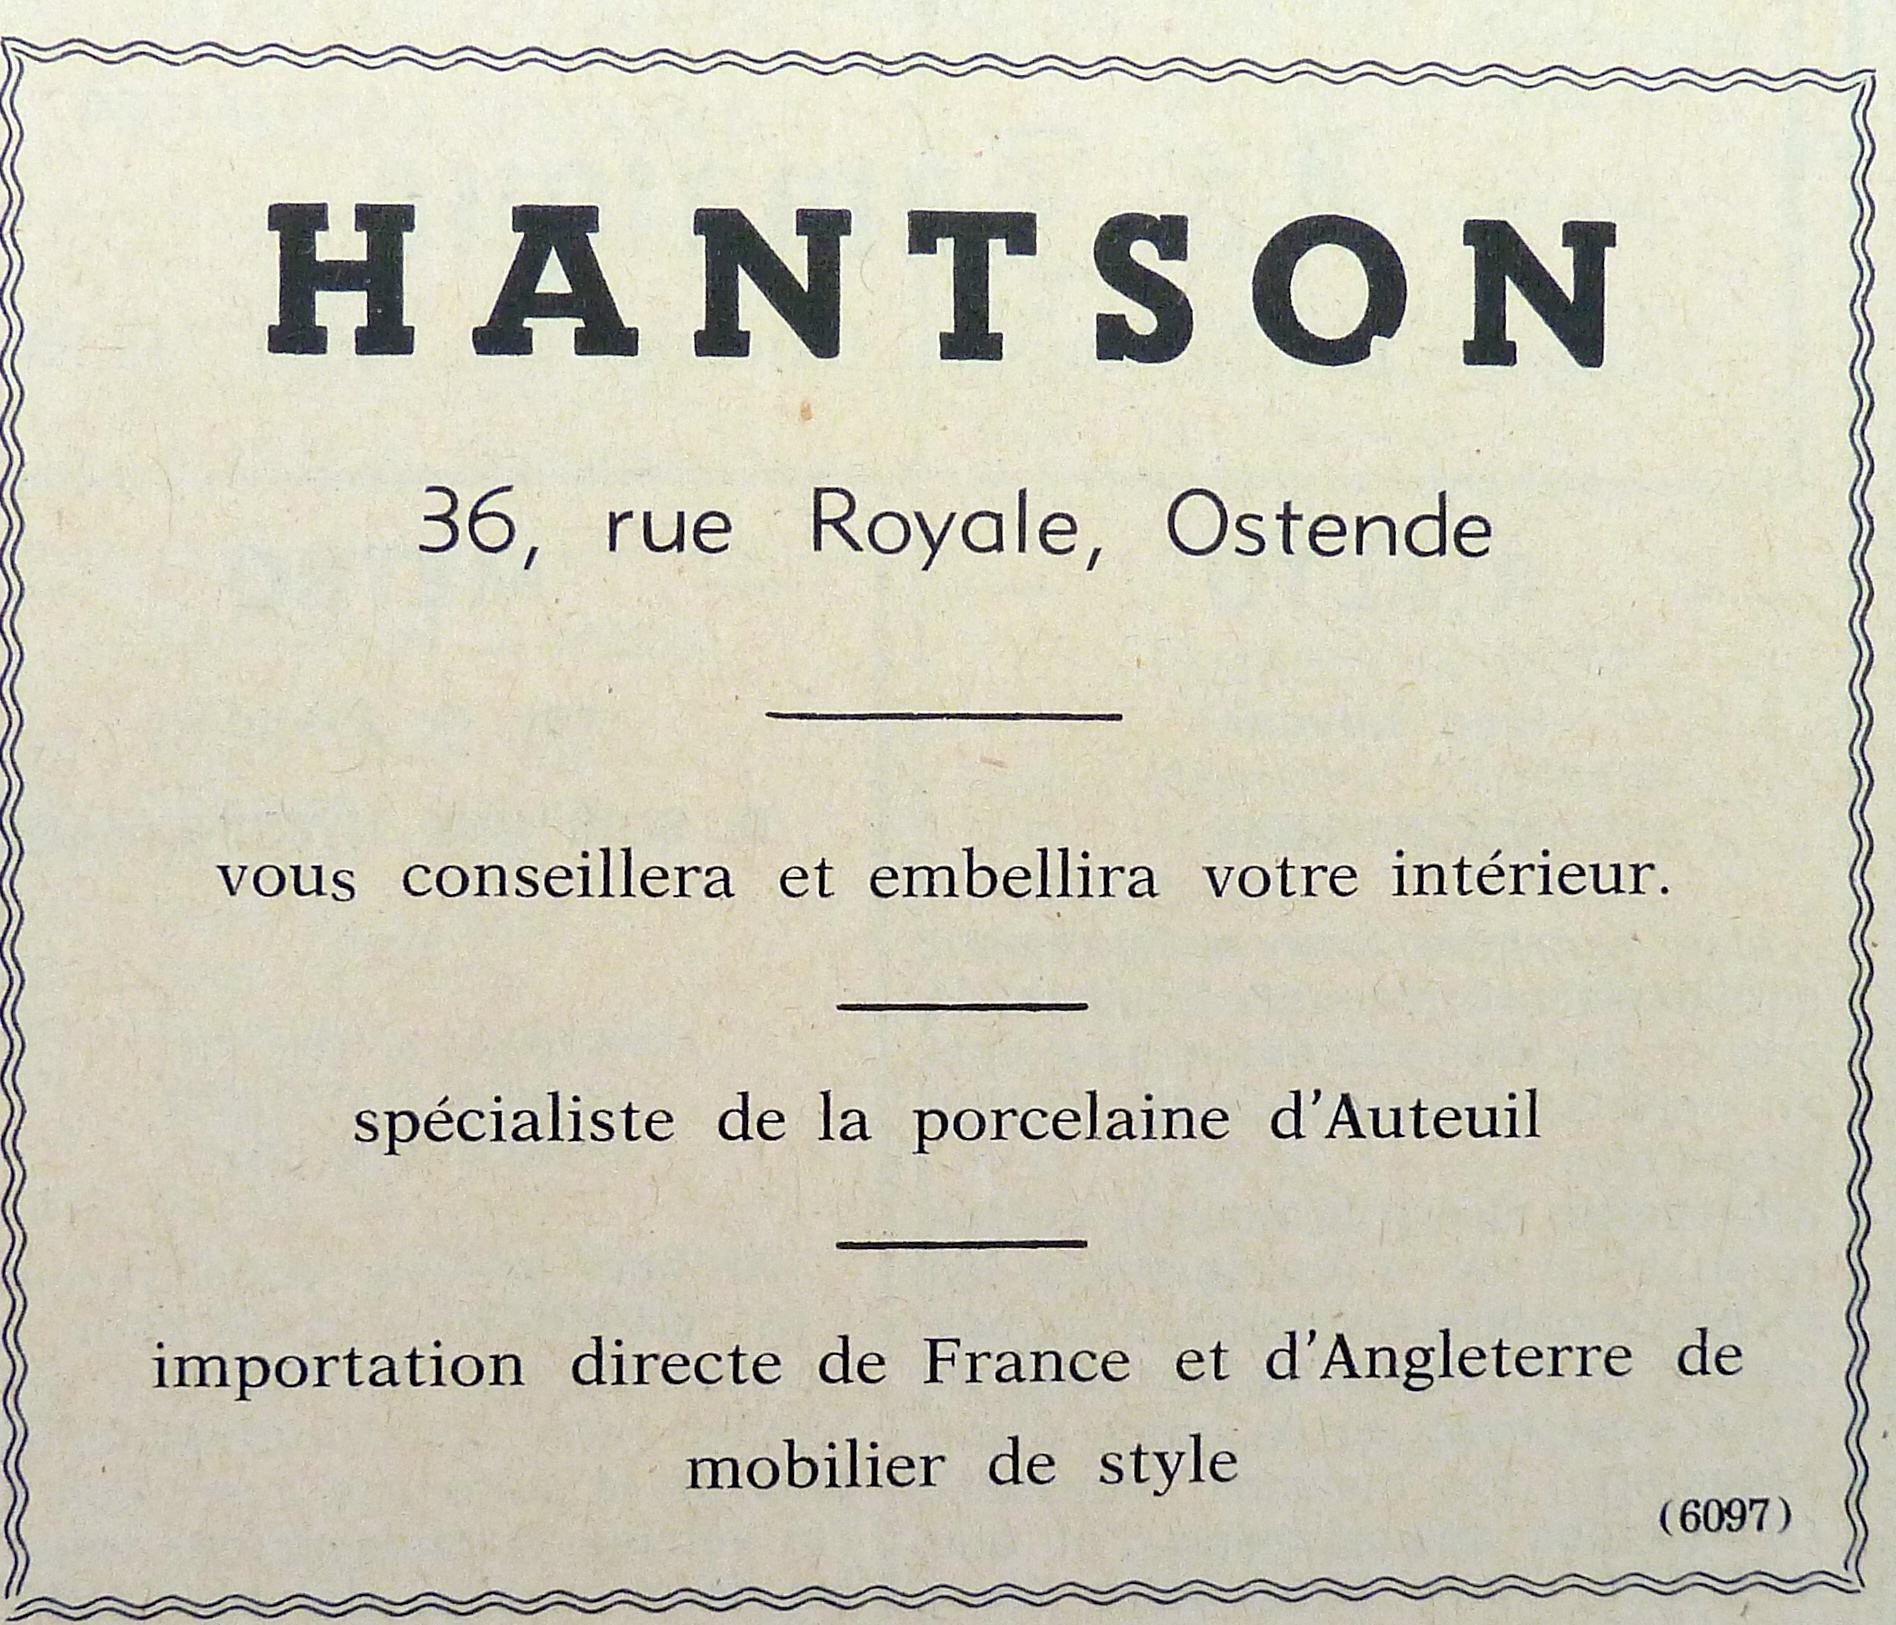 HANTSON
36, rue Royale, Ostende
vous conseillera et embellira votre intérieur.
spécialiste de la porcelaine d'Auteuil
importation directe de France et d'Angleterre de
mobilier de style
(6097)